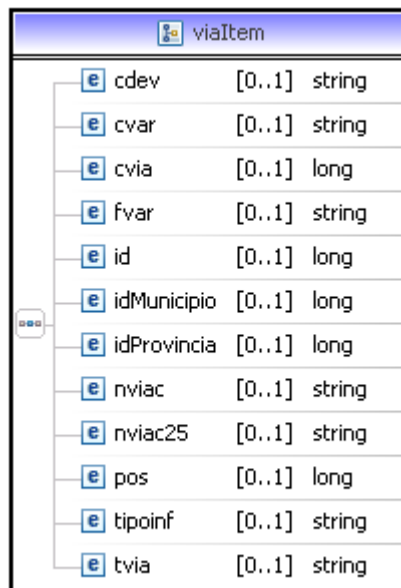 viaItem
e cdev [0..1] string
e cvar [0..1] string
e cvia [0..1] long
e fvar [0..1] string
e id [0..1] long
e idMunicipio [0..1] long
e idProvincia [0..1] long
e nviac [0..1] string
e nviac25 [0..1] string
e pos [0..1] long
e tipoinf [0..1] string
e tvia [0..1] string